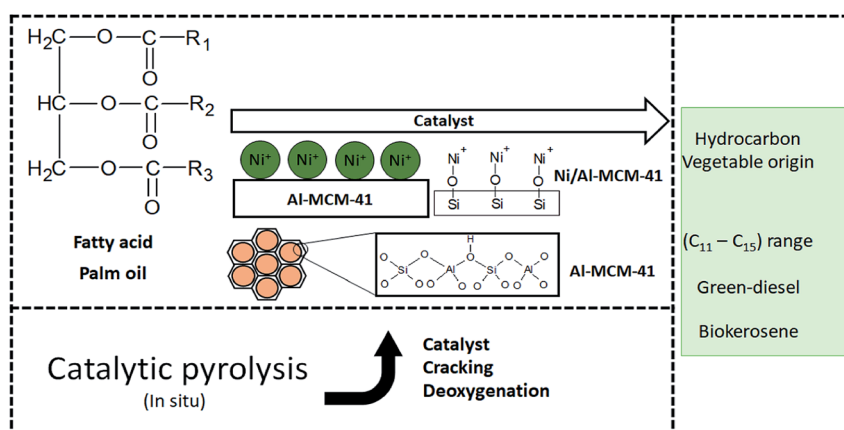 H₂C—O—C—R₁
O
HC—O—C—R₂
O
H₂C—O—C—R₃
O
Fatty acid
Palm oil
Catalyst
Ni⁺ Ni⁺ Ni⁺ Ni⁺
Al-MCM-41
Ni⁺ Ni⁺ Ni⁺
O O O
Si Si Si
Ni/Al-MCM-41
H
O O O O O
Si Al Si Al
O O O O O O O O
Al-MCM-41
Hydrocarbon
Vegetable origin
(C₁₁ – C₁₅) range
Green-diesel
Biokerosene
Catalytic pyrolysis
(In situ)
Catalyst
Cracking
Deoxygenation